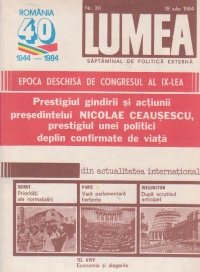 Nr. 30
19 iulie 1984
ROMÂNIA
40
1944 — 1984
LUMEA
SĂPTĂMÎNAL DE POLITICĂ EXTERNĂ
EPOCA DESCHISĂ DE CONGRESUL AL IX-LEA
Prestigiul gîndirii și acțiunii
președintelui NICOLAE CEAUȘESCU,
prestigiul unei politici
deplin confirmate de viață
din actualitatea internațională
BEIRUT
Priorități
ale normalizării
PARIS
Vară parlamentară
fierbinte
WELLINGTON
După scrutinul
anticipat
TEL AVIV
Economie și alegerile